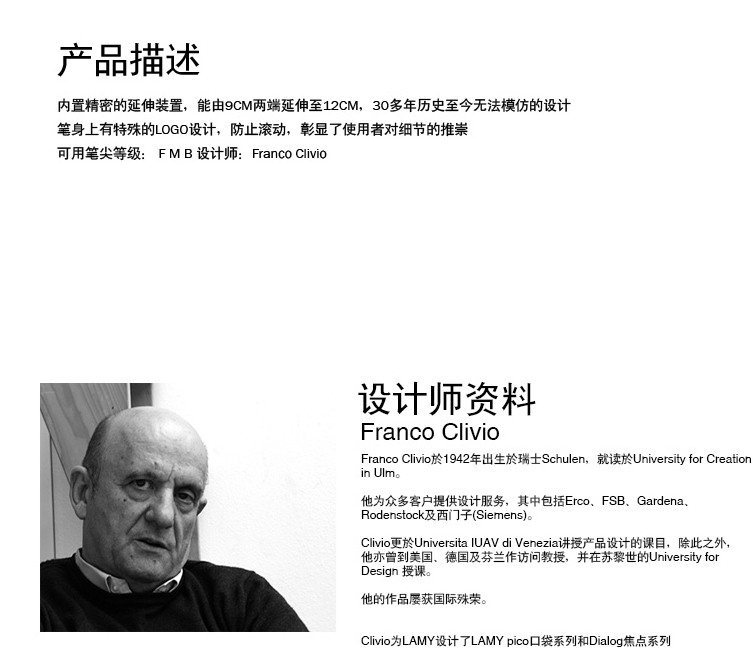 产品描述
内置精密的延伸装置，能由9CM两端延伸至12CM，30多年历史至今无法模仿的设计
笔身上有特殊的LOGO设计，防止滚动，彰显了使用者对细节的推崇
可用笔尖等级： F M B 设计师：Franco Clivio
设计师资料
Franco Clivio
Franco Clivio於1942年出生於瑞士Schulen，就读於University for Creation
in Ulm。
他为众多客户提供设计服务，其中包括Erco、FSB、Gardena、
Rodenstock及西门子(Siemens)。
Clivio更於Universita IUAV di Venezia讲授产品设计的课目，除此之外，
他亦曾到美国、德国及芬兰作访问教授，并在苏黎世的University for
Design 授课。
他的作品屡获国际殊荣。
Clivio为LAMY设计了LAMY pico口袋系列和Dialog焦点系列